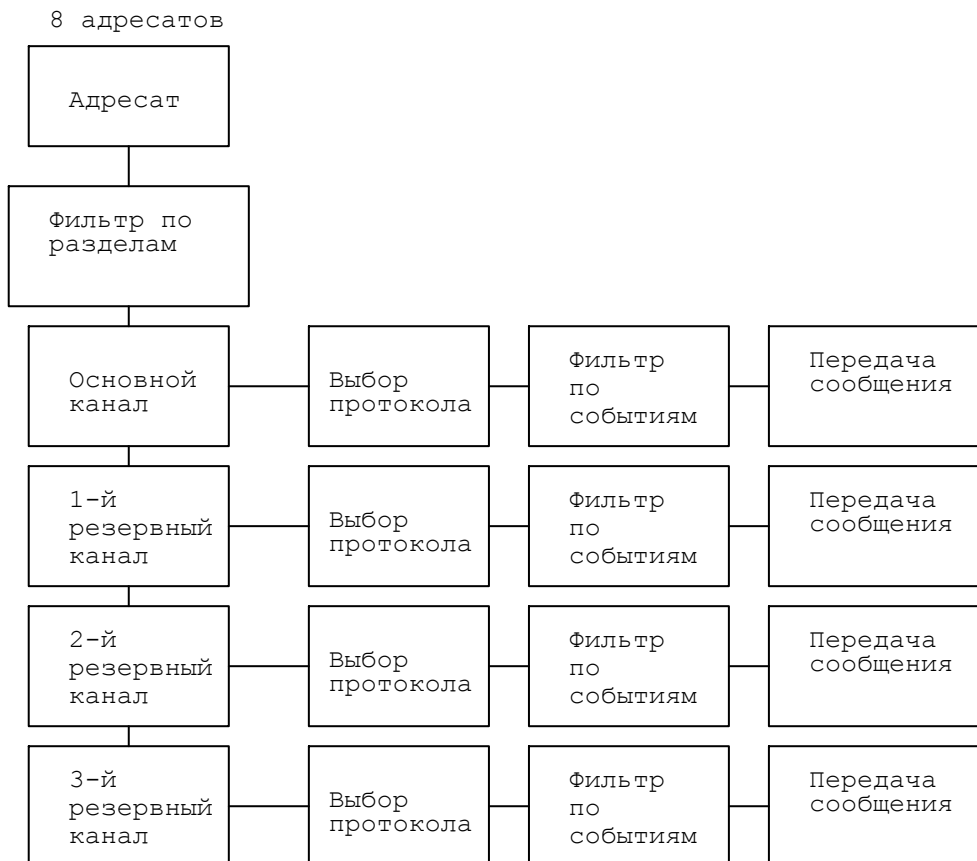 8 адресатов
Адресат
Фильтр по
разделам
Основной
канал
Выбор
протокола
Фильтр
по
событиям
Передача
сообщения
1-й
резервный
канал
Выбор
протокола
Фильтр
по
событиям
Передача
сообщения
2-й
резервный
канал
Выбор
протокола
Фильтр
по
событиям
Передача
сообщения
3-й
резервный
канал
Выбор
протокола
Фильтр
по
событиям
Передача
сообщения